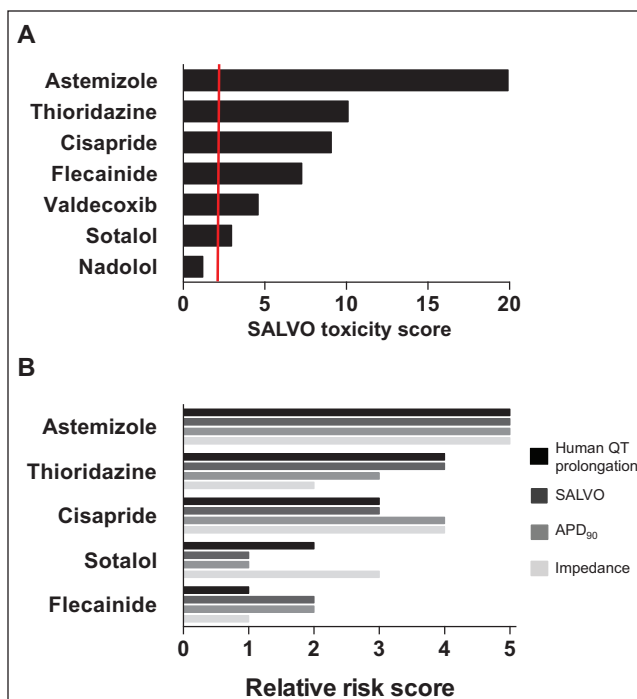 A
Astemizole
Thioridazine
Cisapride
Flecainide
Valdecoxib
Sotalol
Nadolol
0 5 10 15 20
SALVO toxicity score
B
Astemizole
Thioridazine
Cisapride
Sotalol
Flecainide
Human QT
prolongation
SALVO
APD₉₀
Impedance
0 1 2 3 4 5
Relative risk score